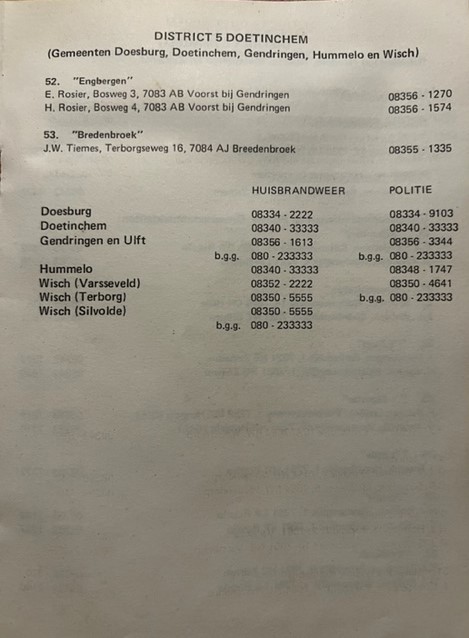 DISTRICT 5 DOETINCHEM
(Gemeenten Doesburg, Doetinchem, Gendringen, Hummelo en Wisch)
52. "Engbergen"
E. Rosier, Bosweg 3, 7083 AB Voorst bij Gendringen 08356 - 1270
H. Rosier, Bosweg 4, 7083 AB Voorst bij Gendringen 08356 - 1574
53. "Bredenbroek"
J.W. Tiemes, Terborgseweg 16, 7084 AJ Breedenbroek 08355 - 1335
HUISBRANDWEER POLITIE
Doesburg 08334 - 2222 08334 - 9103
Doetinchem 08340 - 33333 08340 - 33333
Gendringen en Ulft 08356 - 1613 08356 - 3344
b.g.g. 080 - 233333 b.g.g. 080 - 233333
Hummelo 08340 - 33333 08348 - 1747
Wisch (Varsseveld) 08352 - 2222 08350 - 4641
Wisch (Terborg) 08350 - 5555 b.g.g. 080 - 233333
Wisch (Silvolde) 08350 - 5555
b.g.g. 080 - 233333